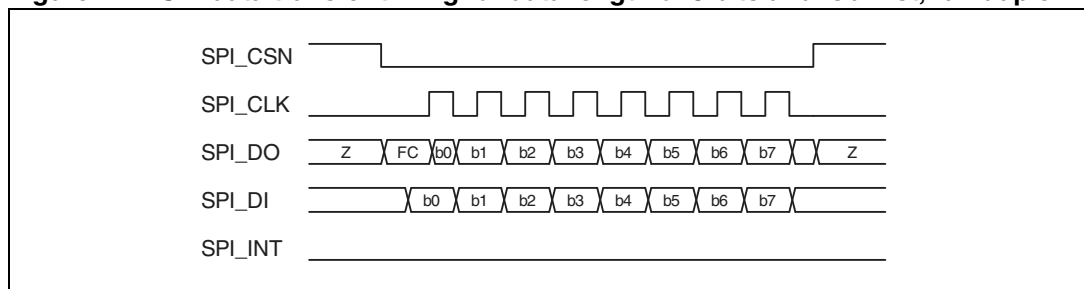 SPI_CSN
SPI_CLK
SPI_DO Z FC b0 b1 b2 b3 b4 b5 b6 b7 Z
SPI_DI b0 b1 b2 b3 b4 b5 b6 b7
SPI_INT